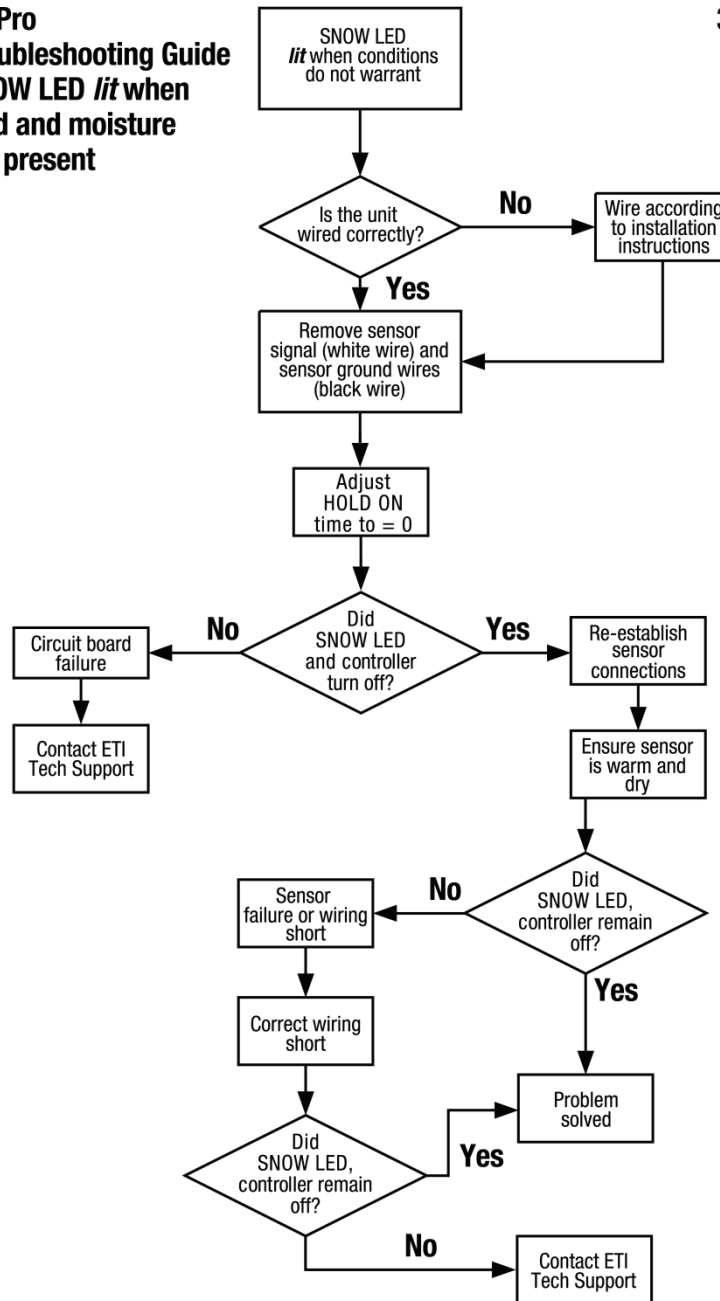 Pro
ubleshooting Guide
OW LED lit when
d and moisture
present
3
SNOW LED
lit when conditions
do not warrant
Is the unit
wired correctly?
No
Wire according
to installation
instructions
Yes
Remove sensor
signal (white wire) and
sensor ground wires
(black wire)
Adjust
HOLD ON
time to = 0
Did
SNOW LED
and controller
turn off?
No
Yes
Circuit board
failure
Re-establish
sensor
connections
Contact ETI
Tech Support
Ensure sensor
is warm and
dry
Did
SNOW LED,
controller remain
off?
No
Sensor
failure or wiring
short
Yes
Correct wiring
short
Problem
solved
Did
SNOW LED,
controller remain
off?
Yes
No
Contact ETI
Tech Support